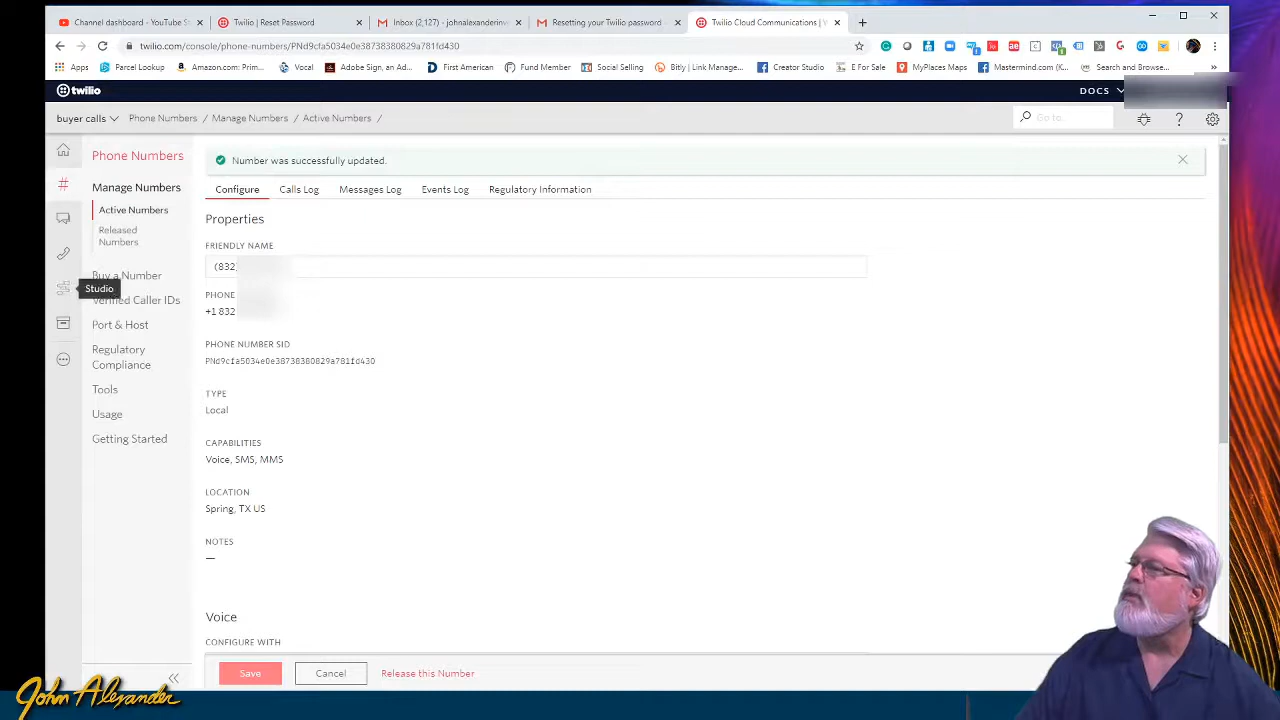 Channel dashboard - YouTube S
Twilio | Reset Password
Inbox (2,127) - johnalexanderw
Resetting your Twilio password -
Twilio Cloud Communications | W
twilio.com/console/phone-numbers/PNd9cfa5034e0e38738380829a781fd430
Apps
Parcel Lookup
Amazon.com: Prim...
Vocal
Adobe Sign, an Ad...
First American
Fund Member
Social Selling
Bitly | Link Manage...
Creator Studio
E For Sale
MyPlaces Maps
Mastermind.com (K...
Search and Browse...
twilio
DOCS
buyer calls
Phone Numbers / Manage Numbers / Active Numbers /
Go to...
Phone Numbers
Manage Numbers
Active Numbers
Released
Numbers
Buy a Number
Studio
Verified Caller IDs
Port & Host
Regulatory
Compliance
Tools
Usage
Getting Started
Number was successfully updated.
Configure
Calls Log
Messages Log
Events Log
Regulatory Information
Properties
FRIENDLY NAME
(832)
PHONE
+1 832
PHONE NUMBER SID
PNd9cfa5034e0e38738380829a781fd430
TYPE
Local
CAPABILITIES
Voice, SMS, MMS
LOCATION
Spring, TX US
NOTES
—
Voice
CONFIGURE WITH
Save
Cancel
Release this Number
John Alexander